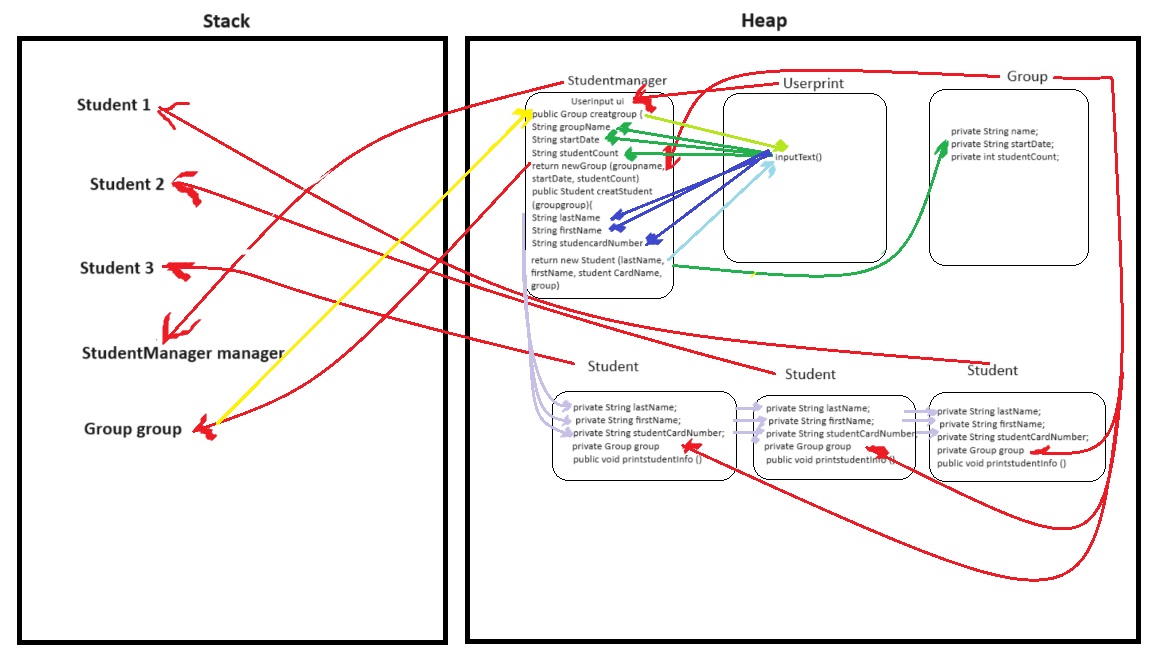 Stack
Heap
Student 1
Student 2
Student 3
StudentManager manager
Group group
Studentmanager
Userinput ui
public Group creatgroup {
String groupName
String startDate
String studentCount
return newGroup (groupname,
startDate, studentCount)
public Student creatStudent
(groupgroup){
String lastName
String firstName
String studencardNumber
return new Student (lastName,
firstName, student CardName,
group)
Userprint
inputText()
Group
private String name;
private String startDate;
private int studentCount;
Student
private String lastName;
private String firstName;
private String studentCardNumber;
private Group group
public void printstudentInfo ()
Student
private String lastName;
private String firstName;
private String studentCardNumber;
private Group group
public void printstudentInfo ()
Student
private String lastName;
private String firstName;
private String studentCardNumber;
private Group group
public void printstudentInfo ()